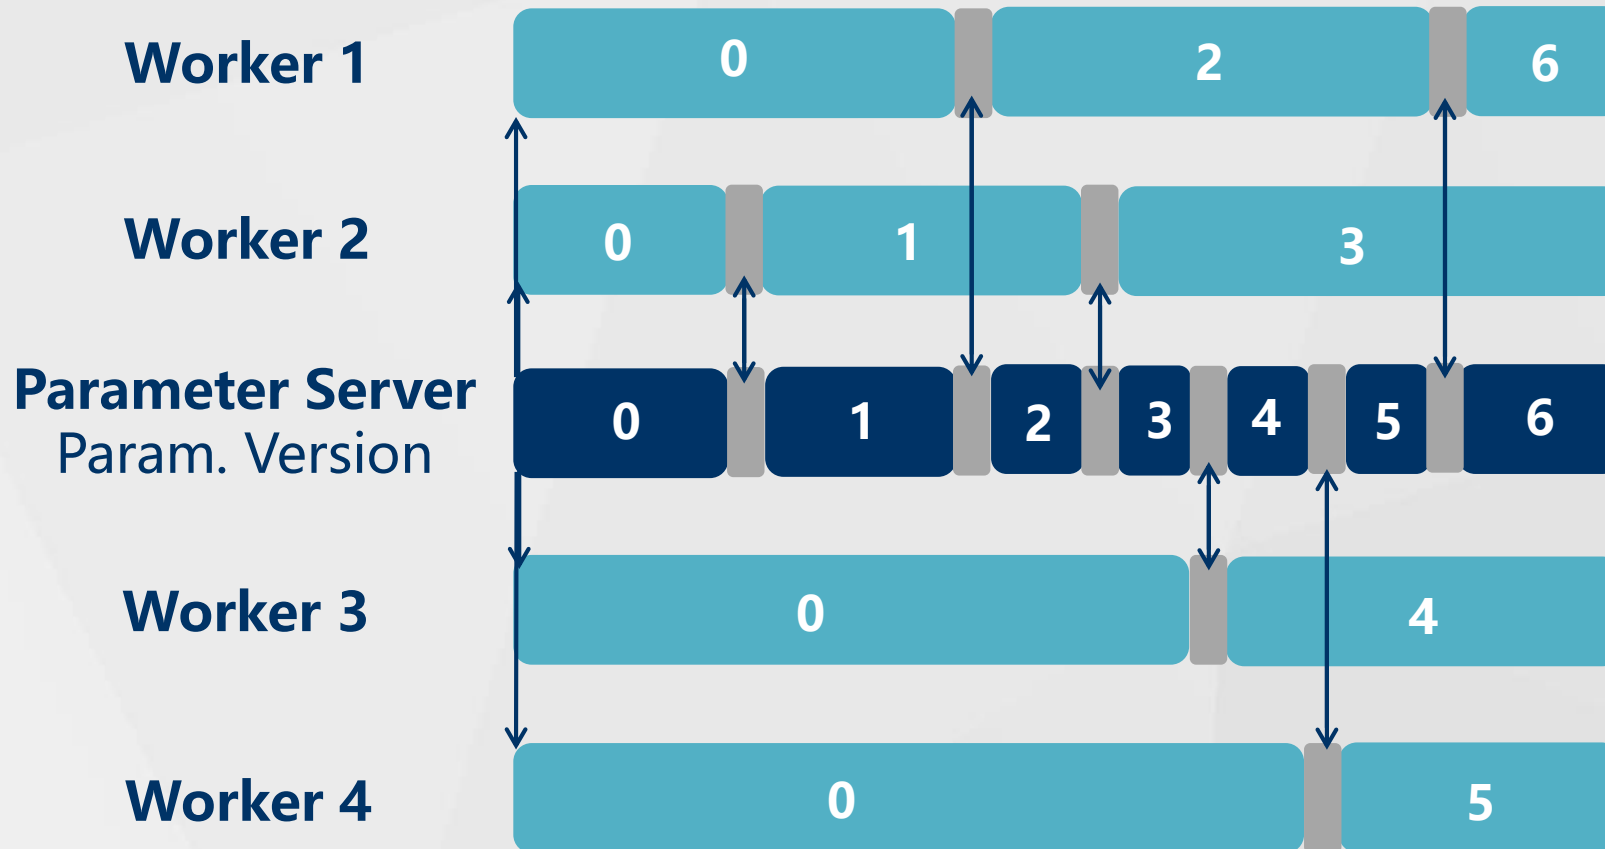 Worker 1 0 2 6
Worker 2 0 1 3
Parameter Server
Param. Version 0 1 2 3 4 5 6
Worker 3 0 4
Worker 4 0 5